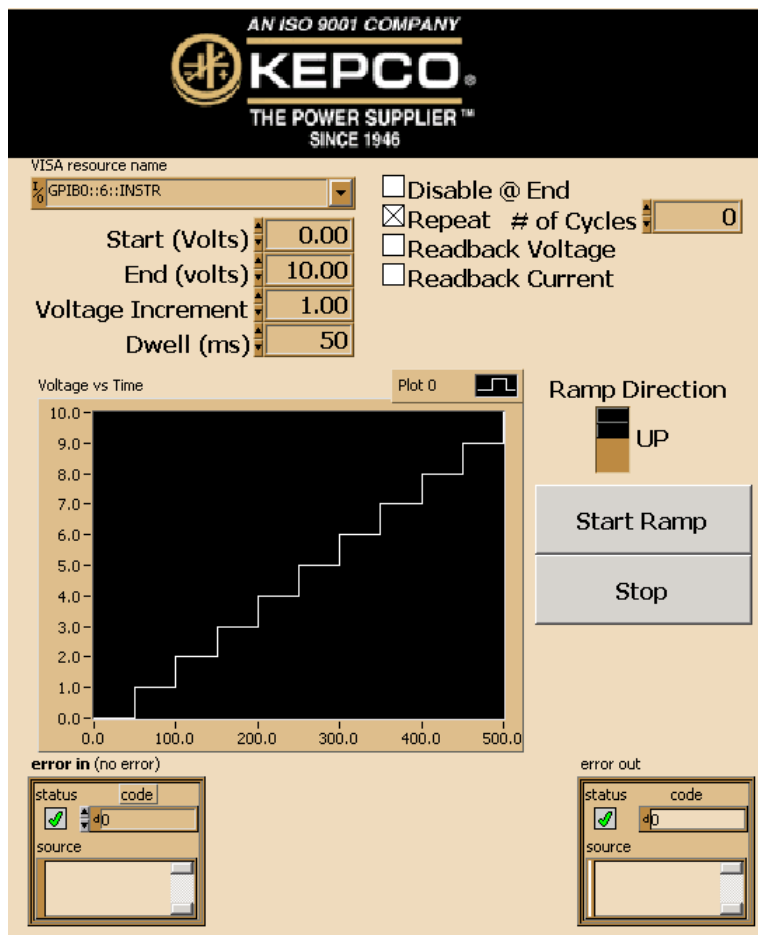 AN ISO 9001 COMPANY
KEPCO®
THE POWER SUPPLIER™
SINCE 1946
VISA resource name
I/O GPIB0::6::INSTR
Disable @ End
Repeat # of Cycles 0
Readback Voltage
Readback Current
Start (Volts) 0.00
End (volts) 10.00
Voltage Increment 1.00
Dwell (ms) 50
Voltage vs Time
Plot 0
10.0
9.0
8.0
7.0
6.0
5.0
4.0
3.0
2.0
1.0
0.0
0.0 100.0 200.0 300.0 400.0 500.0
Ramp Direction
UP
Start Ramp
Stop
error in (no error)
status code
d0
source
error out
status code
d0
source